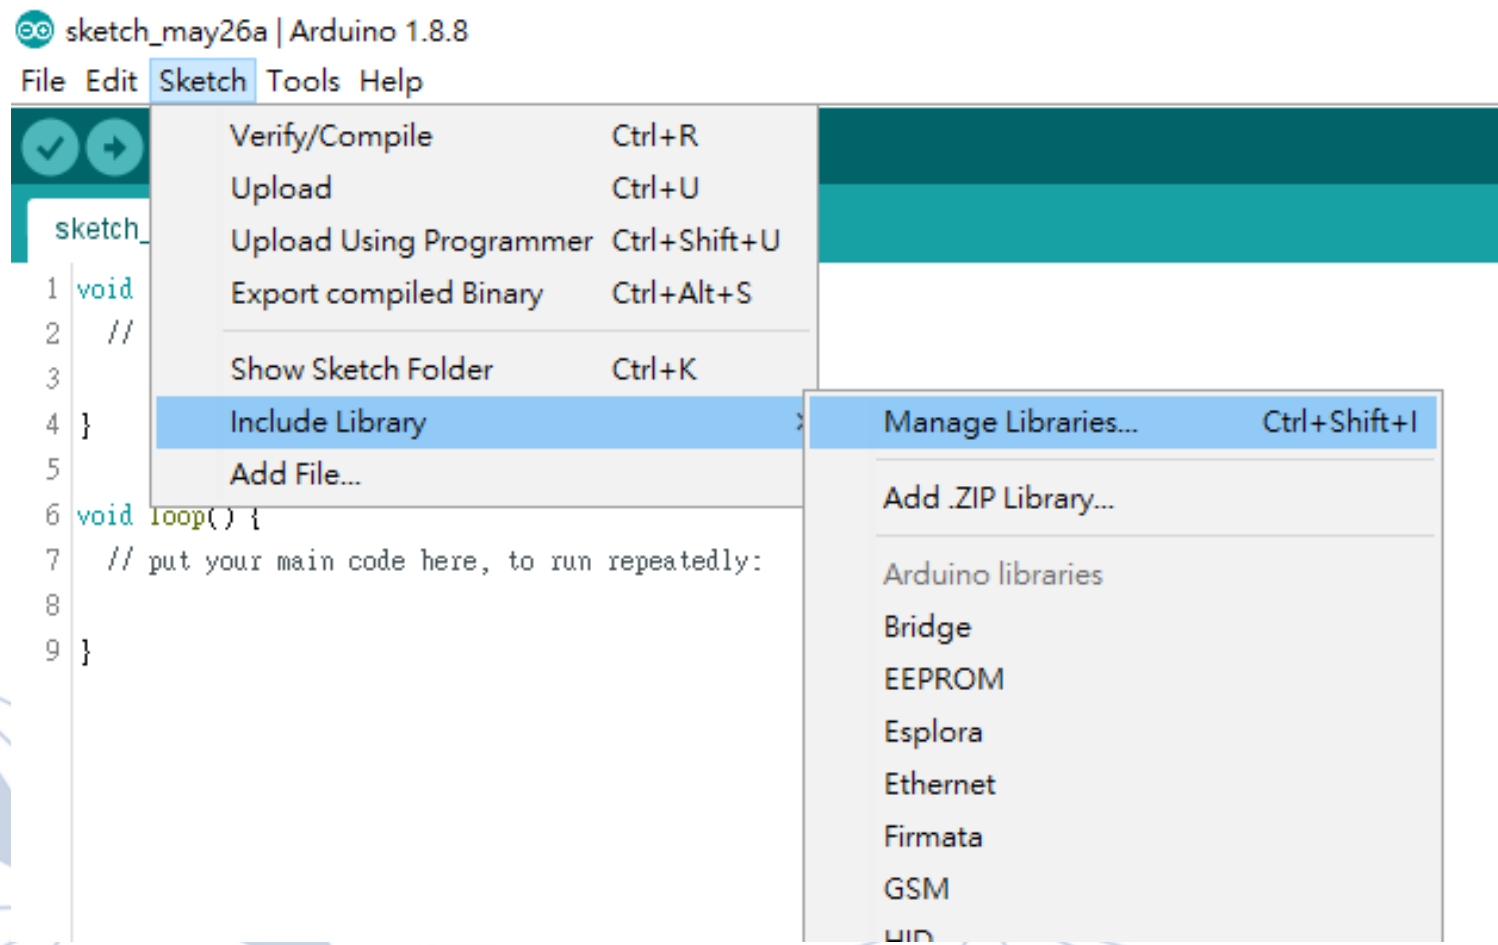 sketch_may26a | Arduino 1.8.8
File Edit Sketch Tools Help
Verify/Compile Ctrl+R
Upload Ctrl+U
Upload Using Programmer Ctrl+Shift+U
Export compiled Binary Ctrl+Alt+S
Show Sketch Folder Ctrl+K
Include Library
Add File...
Manage Libraries... Ctrl+Shift+I
Add .ZIP Library...
Arduino libraries
Bridge
EEPROM
Esplora
Ethernet
Firmata
GSM
HID
sketch_
1 void
2 //
3
4 }
5
6 void loop() {
7 // put your main code here, to run repeatedly:
8
9 }